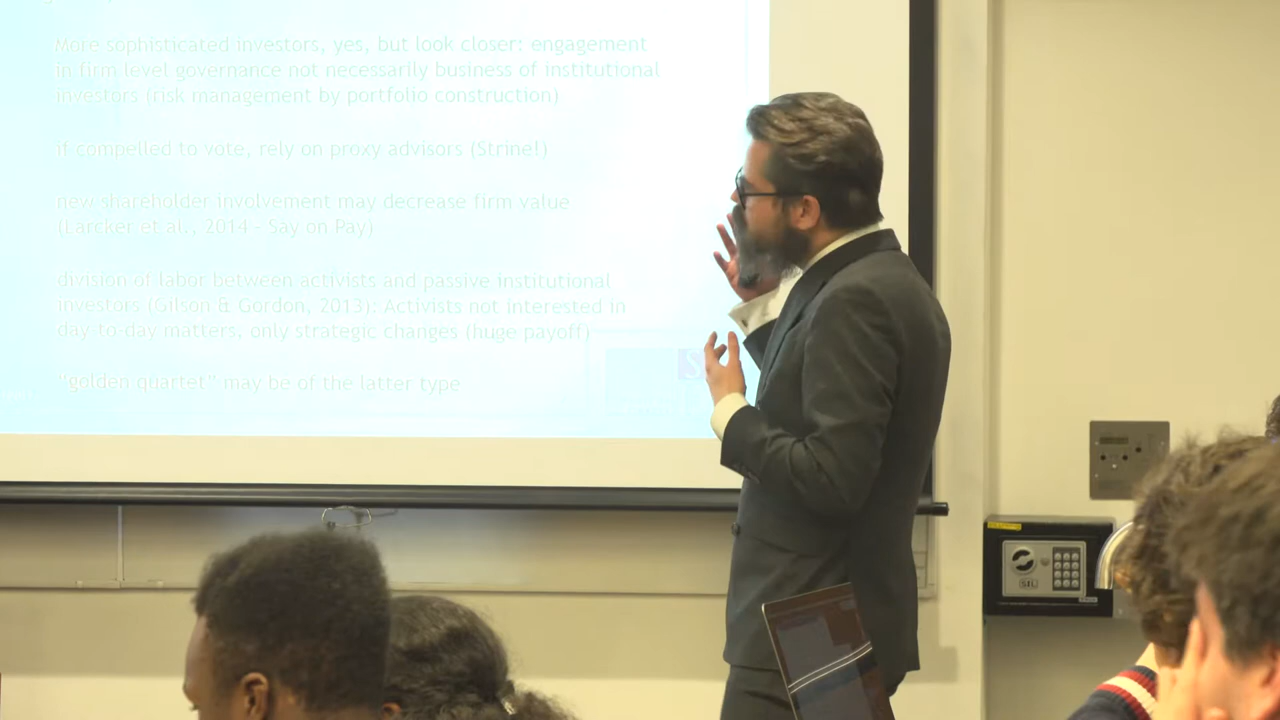 More sophisticated investors, yes, but look closer: engagement
in firm level governance not necessarily business of institutional
investors (risk management by portfolio construction)
if compelled to vote, rely on proxy advisors (Strine!)
new shareholder involvement may decrease firm value
(Larcker et al., 2014 - Say on Pay)
division of labor between activists and passive institutional
investors (Gilson & Gordon, 2013): Activists not interested in
day-to-day matters, only strategic changes (huge payoff)
"golden quartet" may be of the latter type
S
SIL